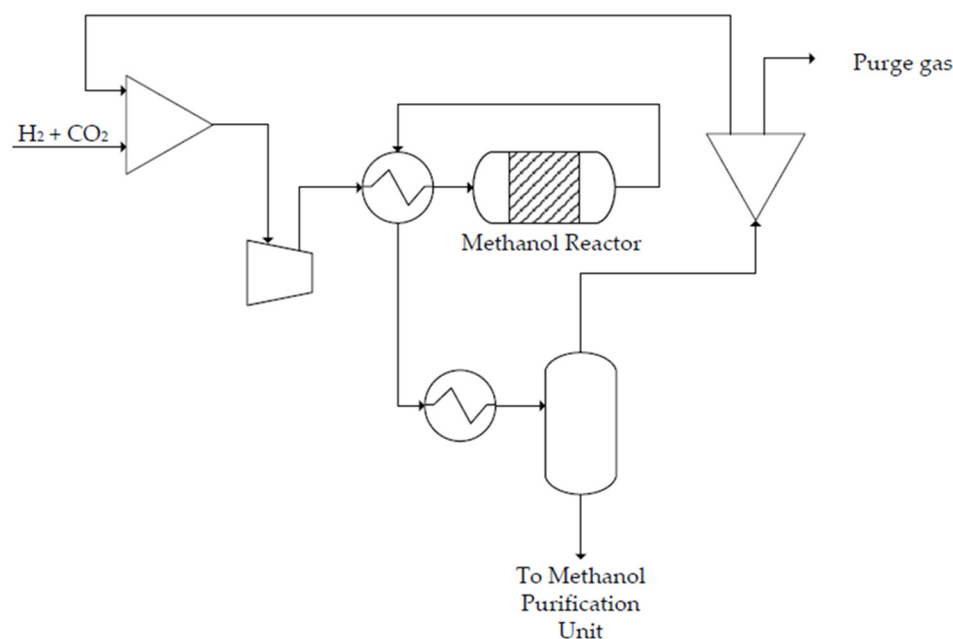 Purge gas
H₂ + CO₂
Methanol Reactor
To Methanol
Purification
Unit